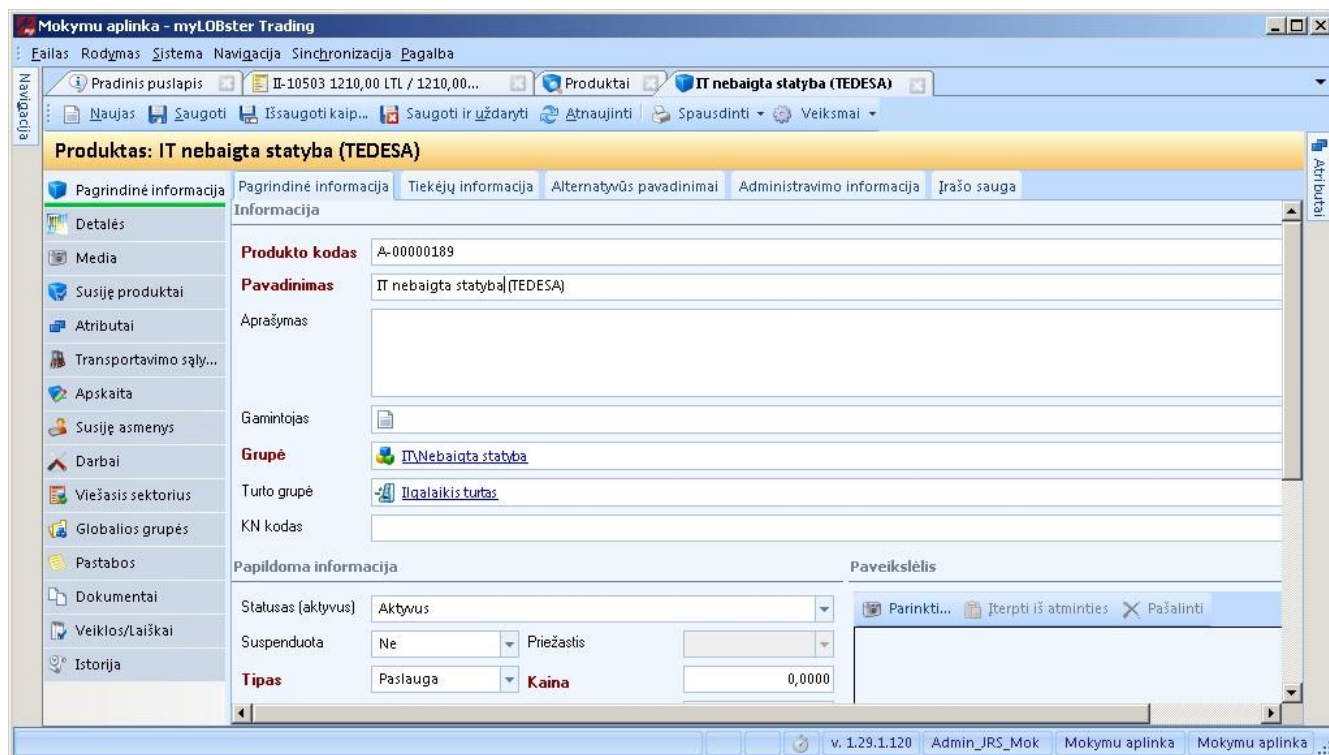 Mokymu aplinka - myLOBster Trading
Failas Rodymas Sistema Navigacija Sinchronizacija Pagalba
Navigacija
Pradinis puslapis II-10503 1210,00 LTL / 1210,00... Produktai IT nebaigta statyba (TEDESA)
Naujas Saugoti Išsaugoti kaip... Saugoti ir uždaryti Atnaujinti Spausdinti Veiksmai
Produktas: IT nebaigta statyba (TEDESA)
Atributai
Pagrindinė informacija
Detalės
Media
Susiję produktai
Atributai
Transportavimo sąly...
Apskaita
Susiję asmenys
Darbai
Viešasis sektorius
Globalios grupės
Pastabos
Dokumentai
Veiklos/Laiškai
Istorija
Pagrindinė informacija Tiekėjų informacija Alternatyvūs pavadinimai Administravimo informacija Įrašo sauga
Informacija
Produkto kodas A-00000189
Pavadinimas IT nebaigta statyba (TEDESA)
Aprašymas
Gamintojas
Grupė IT\Nebaigta statyba
Turto grupė Ilgalaikis turtas
KN kodas
Papildoma informacija
Statusas (aktyvus) Aktyvus
Suspenduota Ne Priežastis
Tipas Paslauga Kaina 0,0000
Paveikslėlis
Parinkti... Įterpti iš atminties Pašalinti
v. 1.29.1.120 Admin_JRS_Mok Mokymu aplinka Mokymu aplinka